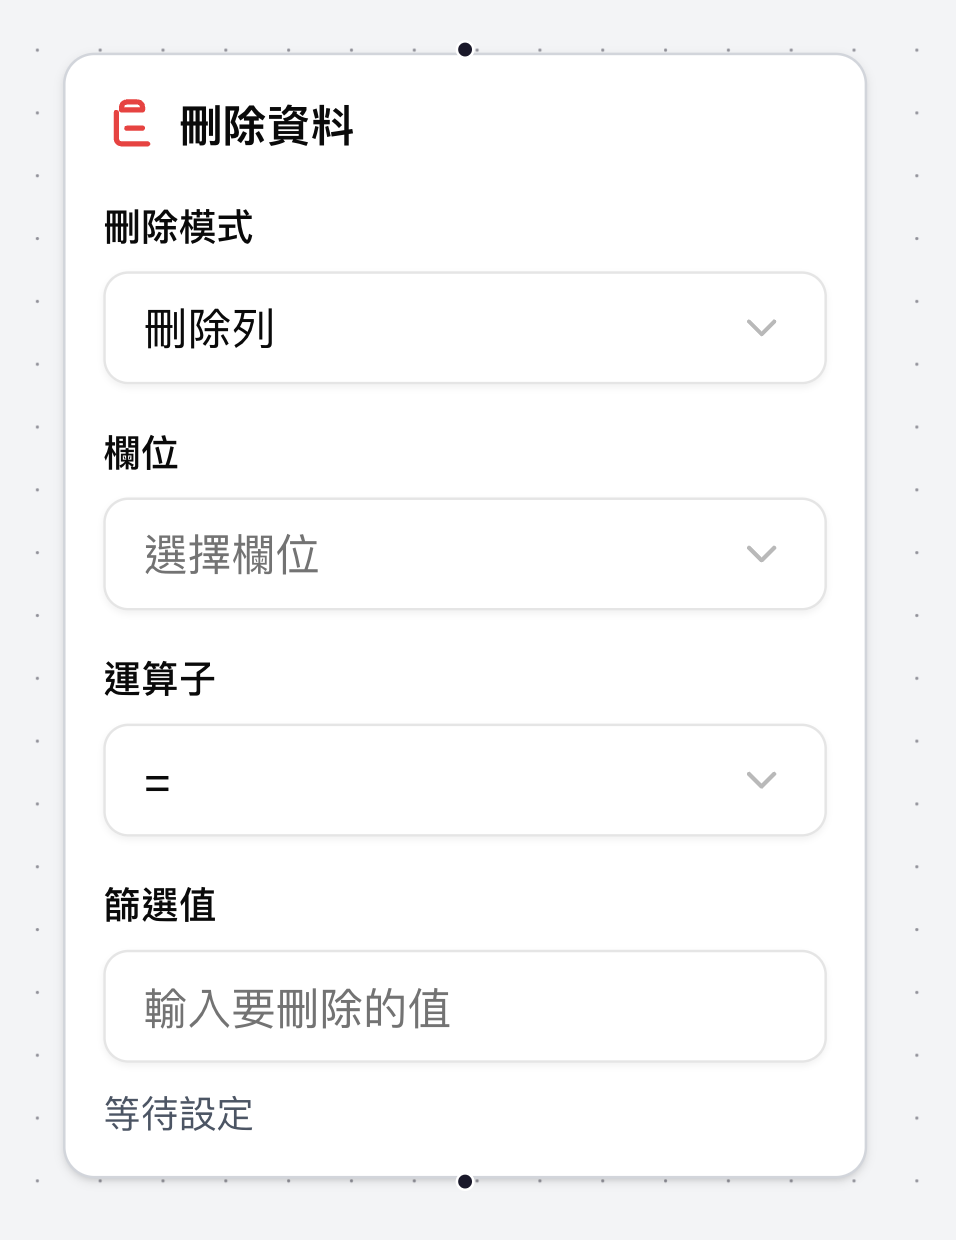 刪除資料
刪除模式
刪除列
欄位
選擇欄位
運算子
=
篩選值
輸入要刪除的值
等待設定